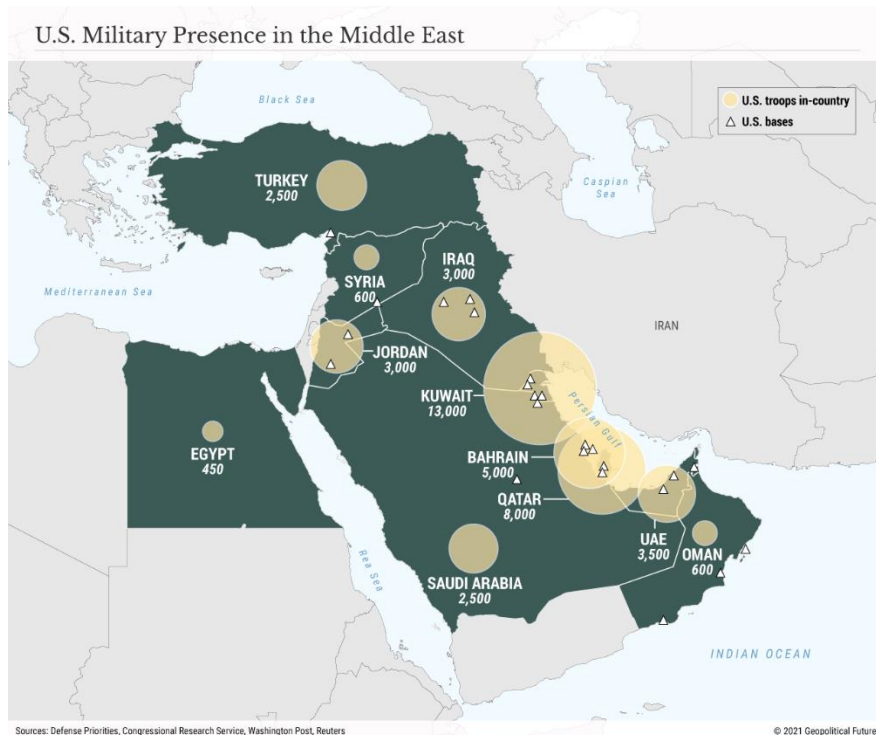 U.S. Military Presence in the Middle East
U.S. troops in-country
U.S. bases
Black Sea
Caspian
Sea
TURKEY
2,500
SYRIA
600
IRAQ
3,000
Mediterranean Sea
IRAN
JORDAN
3,000
KUWAIT
13,000
Persian Gulf
EGYPT
450
BAHRAIN
5,000
QATAR
8,000
UAE
3,500
OMAN
600
Rea Sea
SAUDI ARABIA
2,500
INDIAN OCEAN
Sources: Defense Priorities, Congressional Research Service, Washington Post, Reuters
© 2021 Geopolitical Future